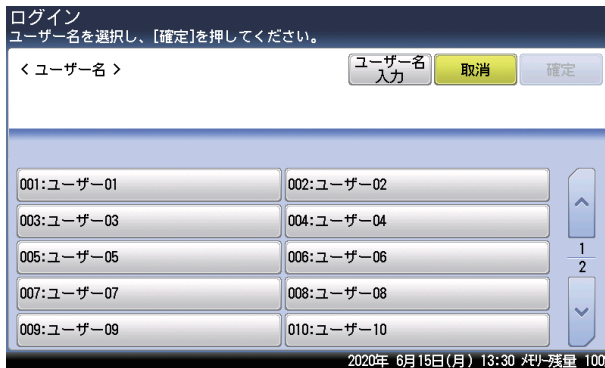 ログイン
ユーザー名を選択し、[確定]を押してください。
< ユーザー名 >
ユーザー名
入力
取消
確定
001:ユーザー01
002:ユーザー02
003:ユーザー03
004:ユーザー04
1
2
005:ユーザー05
006:ユーザー06
007:ユーザー07
008:ユーザー08
009:ユーザー09
010:ユーザー10
2020年 6月15日(月) 13:30 ﾒﾓﾘｰ残量 100